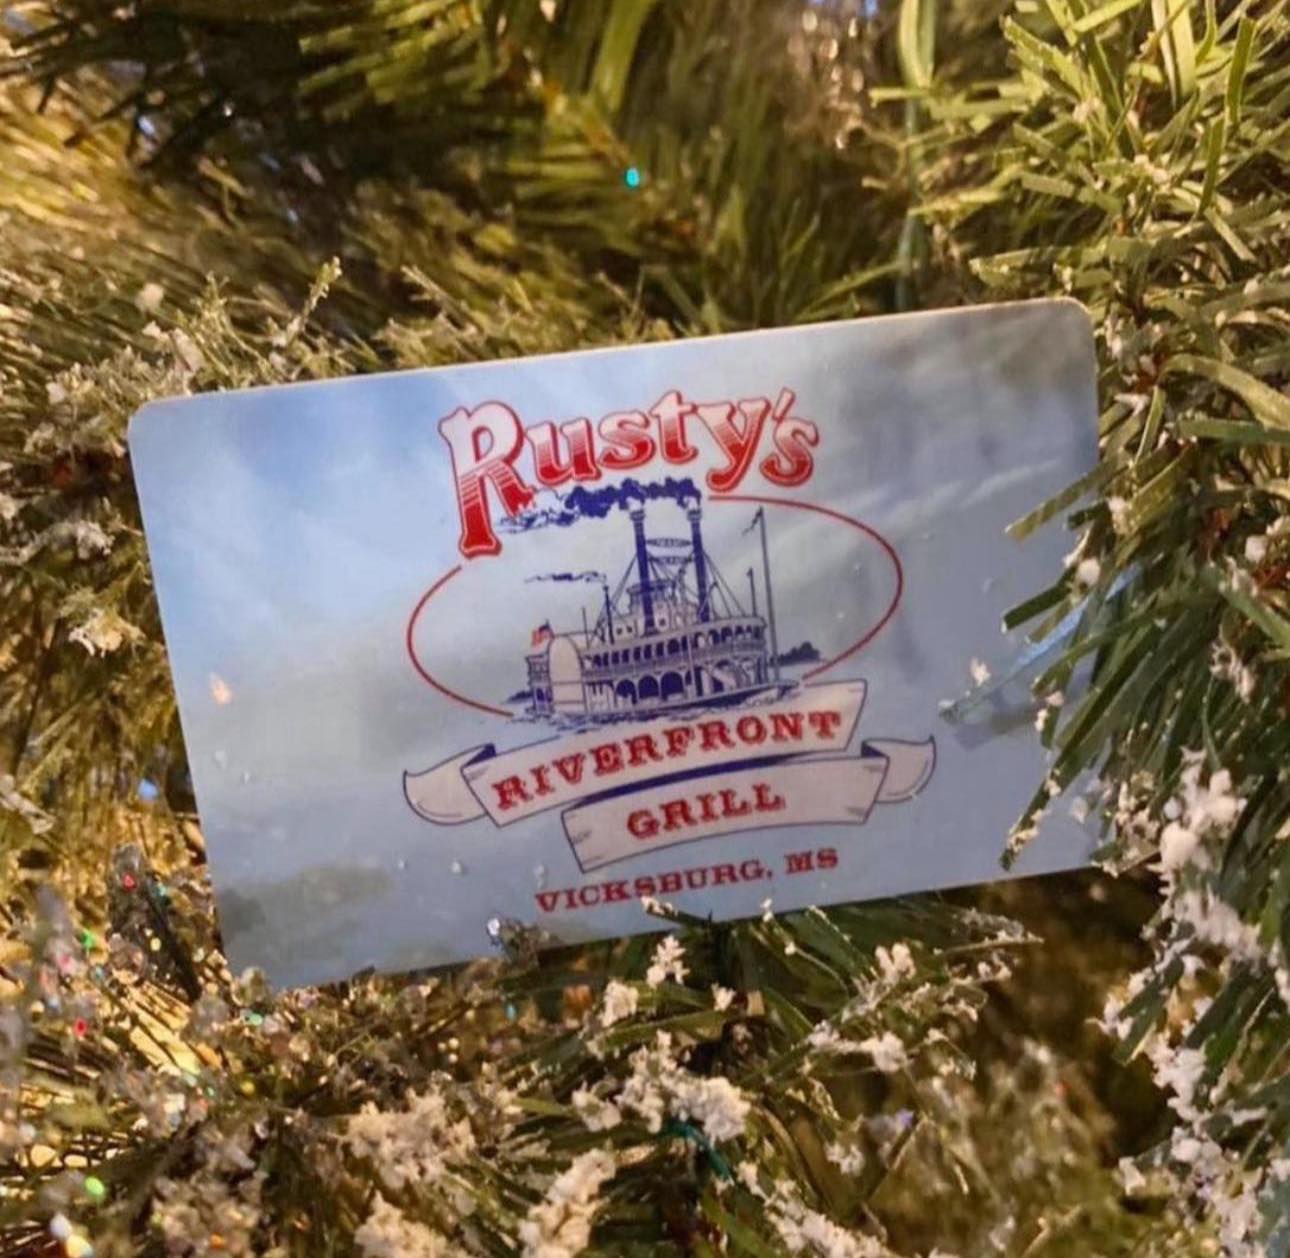 Rusty's
RIVERFRONT
GRILL
VICKSBURG, MS